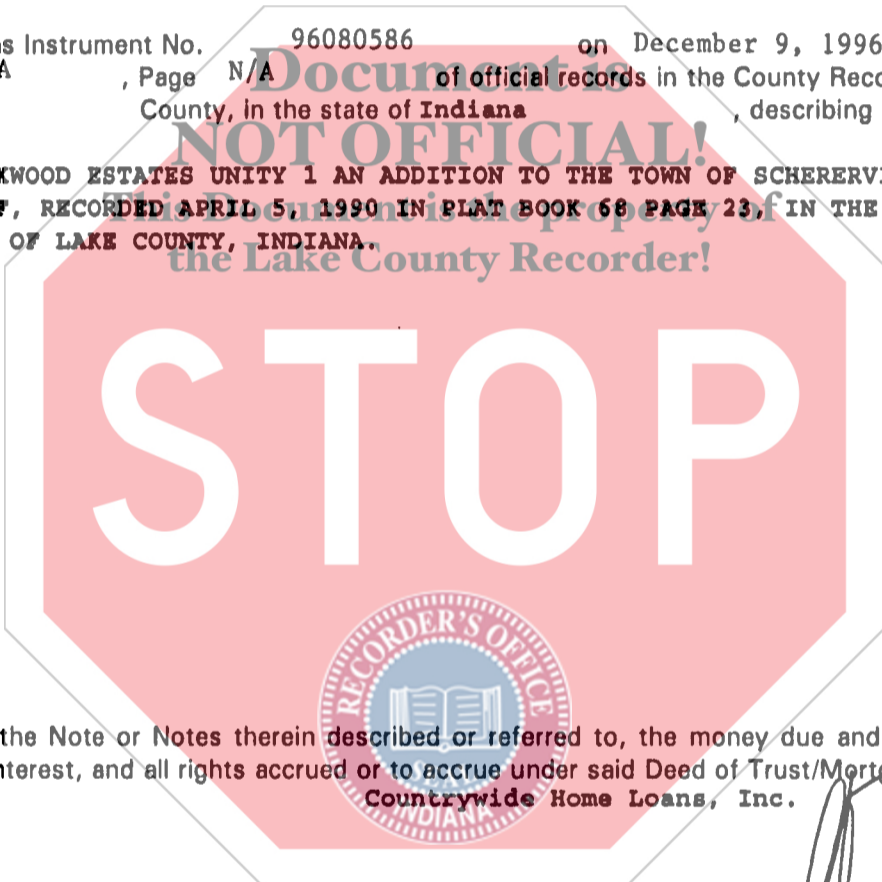 s Instrument No. 96080586 on December 9, 1996
A , Page N/A of official records in the County Reco
County, in the state of Indiana , describing
KWOOD ESTATES UNITY 1 AN ADDITION TO THE TOWN OF SCHERERVI
F, RECORDED APRIL 5, 1990 IN PLAT BOOK 68 PAGE 23, IN THE
OF LAKE COUNTY, INDIANA.
Document is
NOT OFFICIAL!
This Document is the property of
the Lake County Recorder!
STOP
RECORDER'S OFFICE
SEAL
INDIANA
the Note or Notes therein described or referred to, the money due and
nterest, and all rights accrued or to accrue under said Deed of Trust/Mortg
Countrywide Home Loans, Inc.